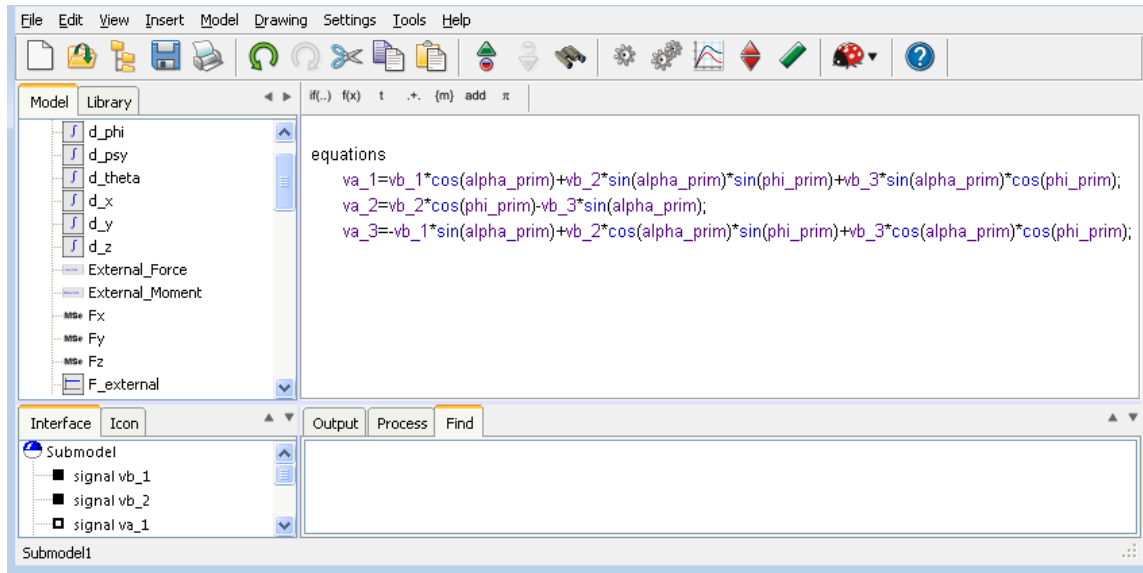 File Edit View Insert Model Drawing Settings Tools Help
Model Library
if(..) f(x) t .+. {m} add π
d_phi
d_psy
d_theta
d_x
d_y
d_z
External_Force
External_Moment
MSe Fx
MSe Fy
MSe Fz
F_external
equations
va_1=vb_1*cos(alpha_prim)+vb_2*sin(alpha_prim)*sin(phi_prim)+vb_3*sin(alpha_prim)*cos(phi_prim);
va_2=vb_2*cos(phi_prim)-vb_3*sin(alpha_prim);
va_3=-vb_1*sin(alpha_prim)+vb_2*cos(alpha_prim)*sin(phi_prim)+vb_3*cos(alpha_prim)*cos(phi_prim);
Interface Icon
Submodel
signal vb_1
signal vb_2
signal va_1
Output Process Find
Submodel1